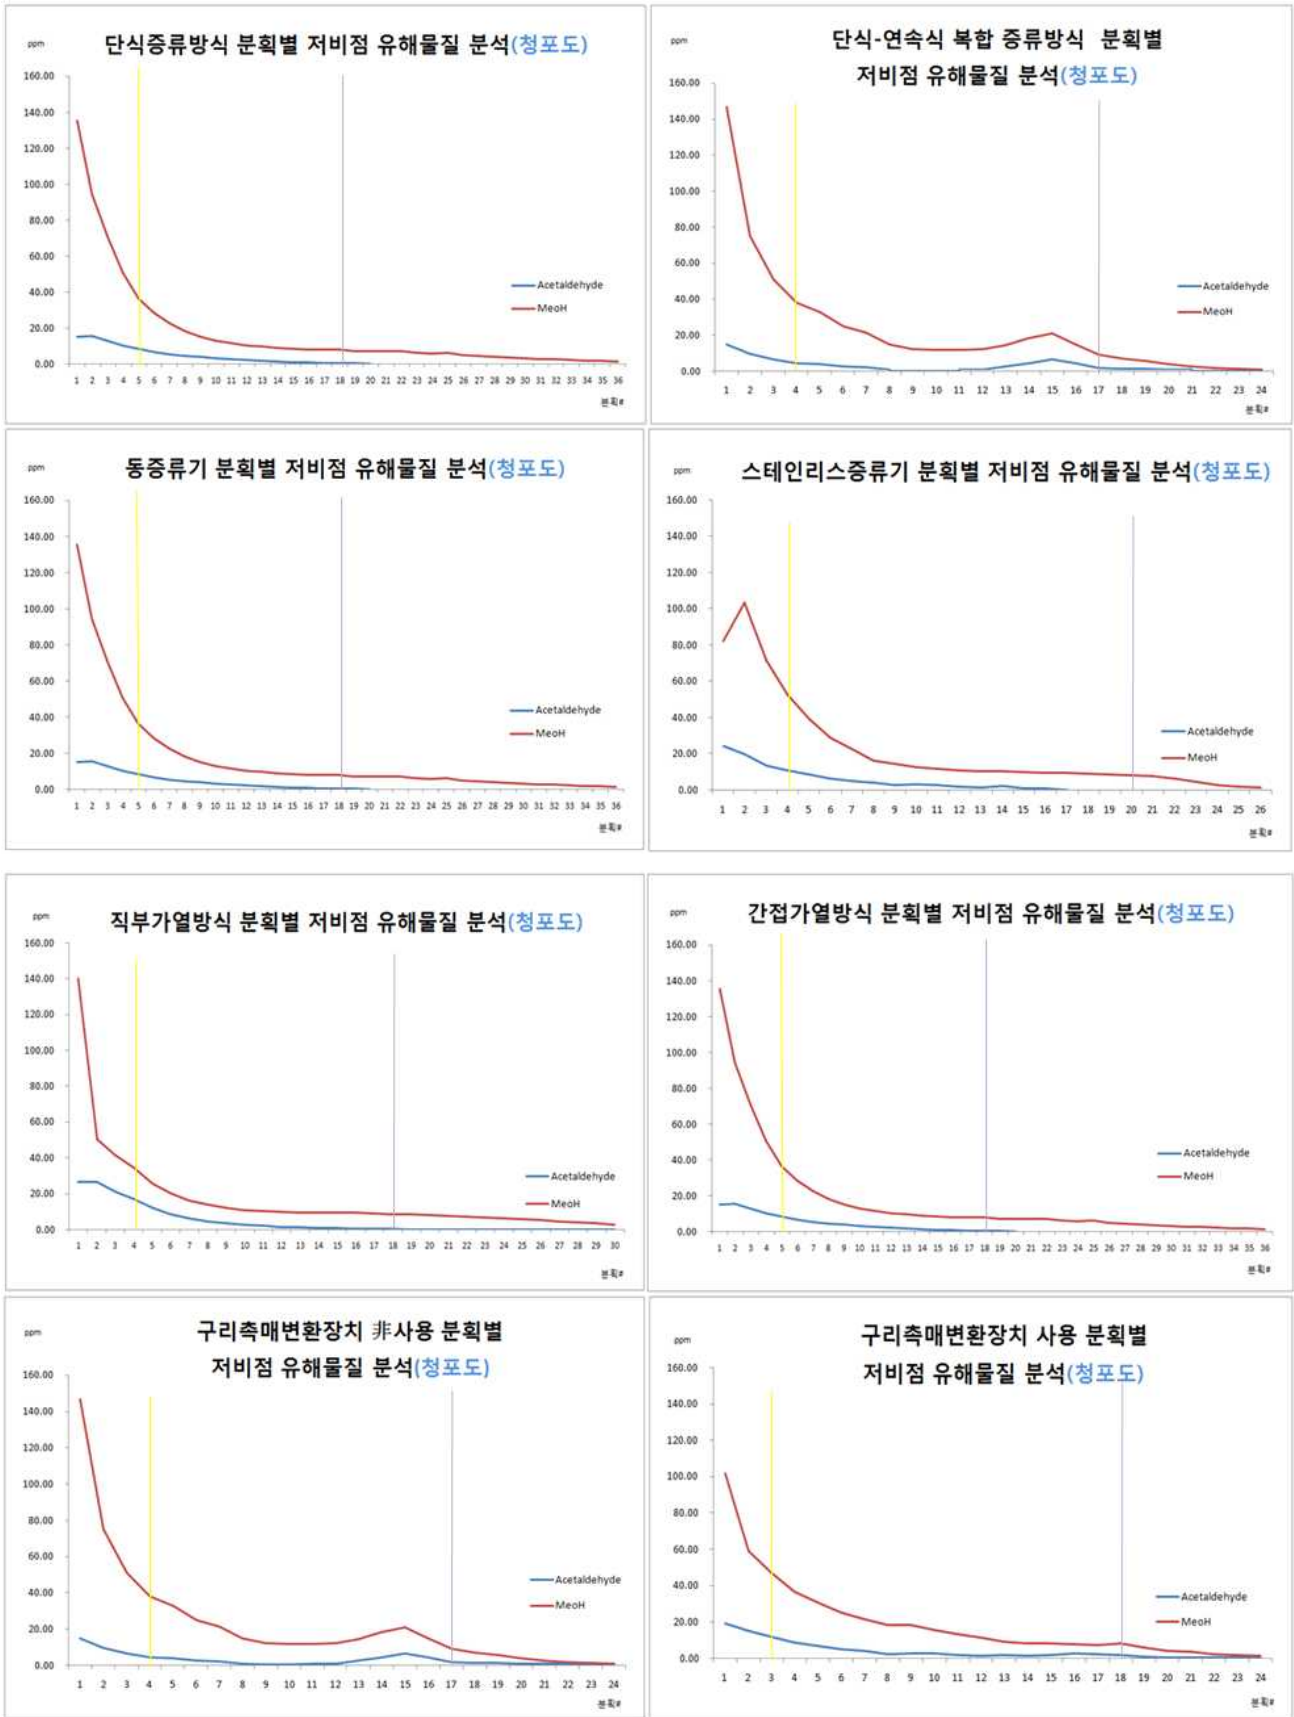 ppm
단식증류방식 분획별 저비점 유해물질 분석(청포도)
160.00
140.00
120.00
100.00
80.00
60.00
40.00
20.00
0.00
Acetaldehyde
MeoH
1 2 3 4 5 6 7 8 9 10 11 12 13 14 15 16 17 18 19 20 21 22 23 24 25 26 27 28 29 30 31 32 33 34 35 36
분획#
ppm
단식-연속식 복합 증류방식 분획별
저비점 유해물질 분석(청포도)
160.00
140.00
120.00
100.00
80.00
60.00
40.00
20.00
0.00
Acetaldehyde
MeoH
1 2 3 4 5 6 7 8 9 10 11 12 13 14 15 16 17 18 19 20 21 22 23 24
분획#
ppm
동증류기 분획별 저비점 유해물질 분석(청포도)
160.00
140.00
120.00
100.00
80.00
60.00
40.00
20.00
0.00
Acetaldehyde
MeoH
1 2 3 4 5 6 7 8 9 10 11 12 13 14 15 16 17 18 19 20 21 22 23 24 25 26 27 28 29 30 31 32 33 34 35 36
분획#
ppm
스테인리스증류기 분획별 저비점 유해물질 분석(청포도)
160.00
140.00
120.00
100.00
80.00
60.00
40.00
20.00
0.00
Acetaldehyde
MeoH
1 2 3 4 5 6 7 8 9 10 11 12 13 14 15 16 17 18 19 20 21 22 23 24 25 26
분획#
ppm
직부가열방식 분획별 저비점 유해물질 분석(청포도)
160.00
140.00
120.00
100.00
80.00
60.00
40.00
20.00
0.00
Acetaldehyde
MeoH
1 2 3 4 5 6 7 8 9 10 11 12 13 14 15 16 17 18 19 20 21 22 23 24 25 26 27 28 29 30
분획#
ppm
간접가열방식 분획별 저비점 유해물질 분석(청포도)
160.00
140.00
120.00
100.00
80.00
60.00
40.00
20.00
0.00
Acetaldehyde
MeoH
1 2 3 4 5 6 7 8 9 10 11 12 13 14 15 16 17 18 19 20 21 22 23 24 25 26 27 28 29 30 31 32 33 34 35 36
분획#
ppm
구리촉매변환장치 非사용 분획별
저비점 유해물질 분석(청포도)
160.00
140.00
120.00
100.00
80.00
60.00
40.00
20.00
0.00
Acetaldehyde
MeoH
1 2 3 4 5 6 7 8 9 10 11 12 13 14 15 16 17 18 19 20 21 22 23 24
분획#
ppm
구리촉매변환장치 사용 분획별
저비점 유해물질 분석(청포도)
160.00
140.00
120.00
100.00
80.00
60.00
40.00
20.00
0.00
Acetaldehyde
MeoH
1 2 3 4 5 6 7 8 9 10 11 12 13 14 15 16 17 18 19 20 21 22 23 24
분획#